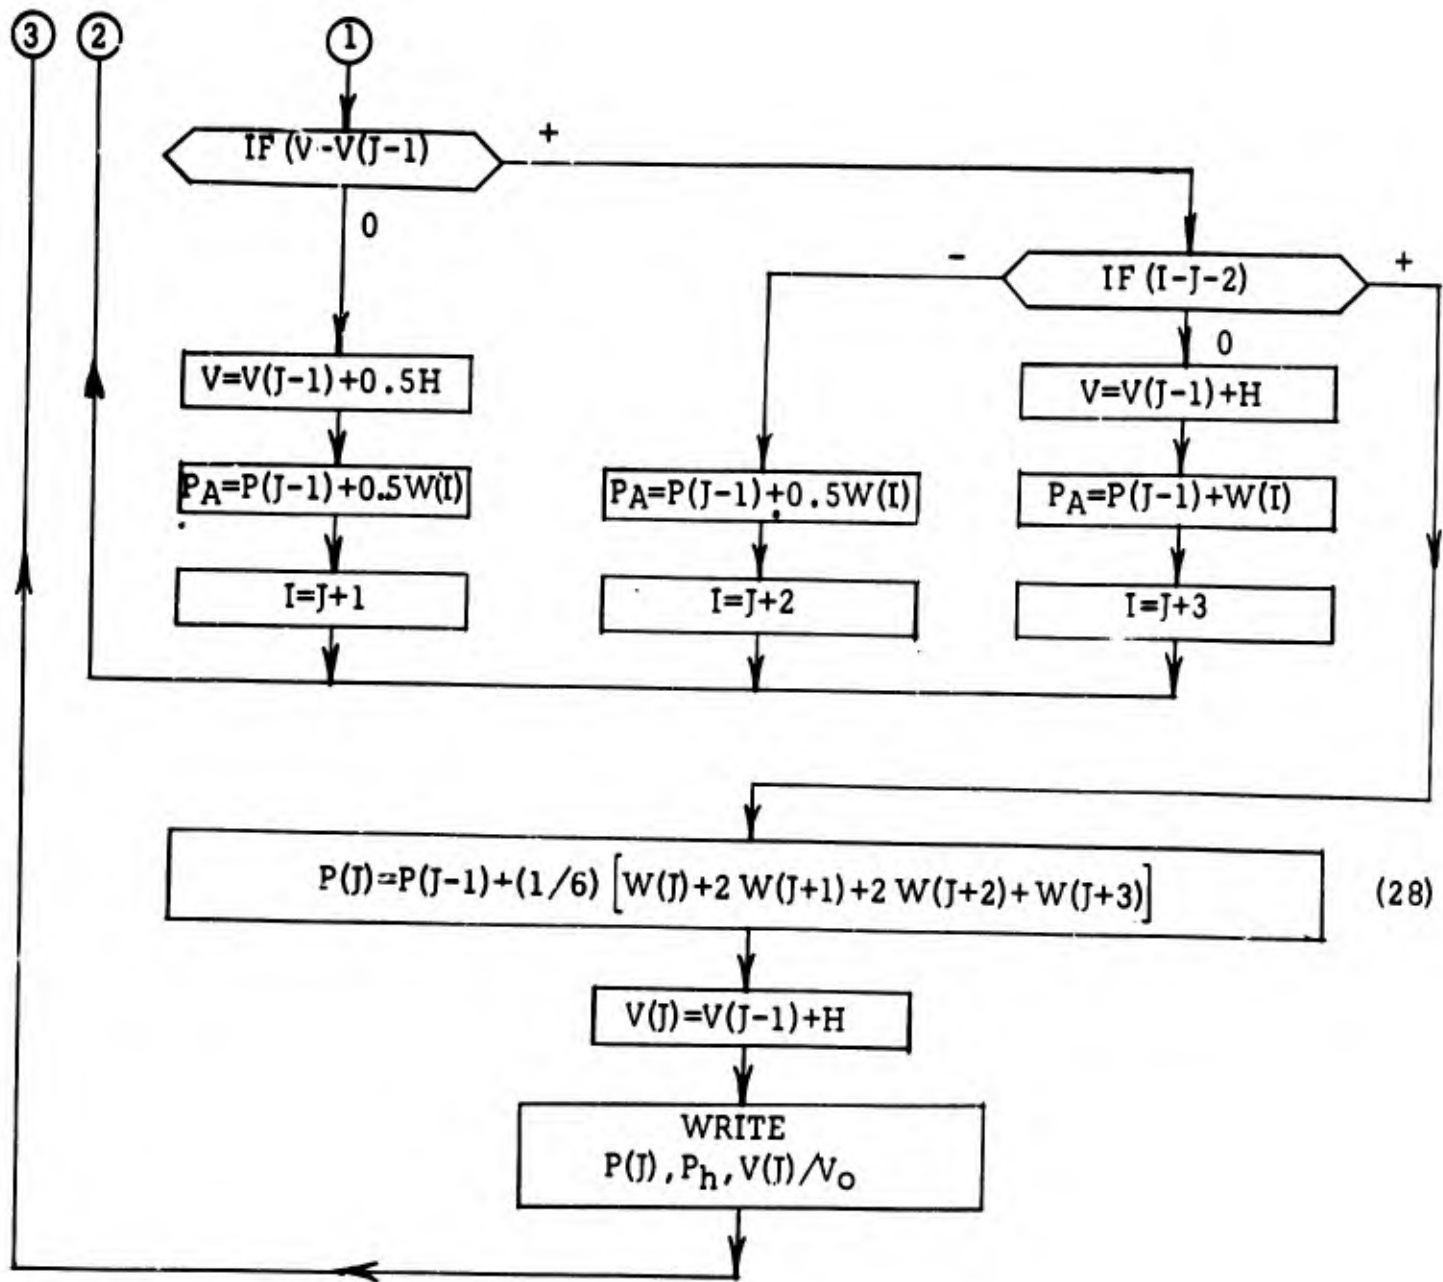 3 2 1
IF (V-V(J-1)
+
0
-
IF (I-J-2)
+
0
V=V(J-1)+0.5H
V=V(J-1)+H
PA=P(J-1)+0.5W(I)
PA=P(J-1)+0.5W(I)
PA=P(J-1)+W(I)
I=J+1
I=J+2
I=J+3
P(J)=P(J-1)+(1/6) [W(J)+2 W(J+1)+2 W(J+2)+W(J+3)]
(28)
V(J)=V(J-1)+H
WRITE
P(J), Ph, V(J)/Vo